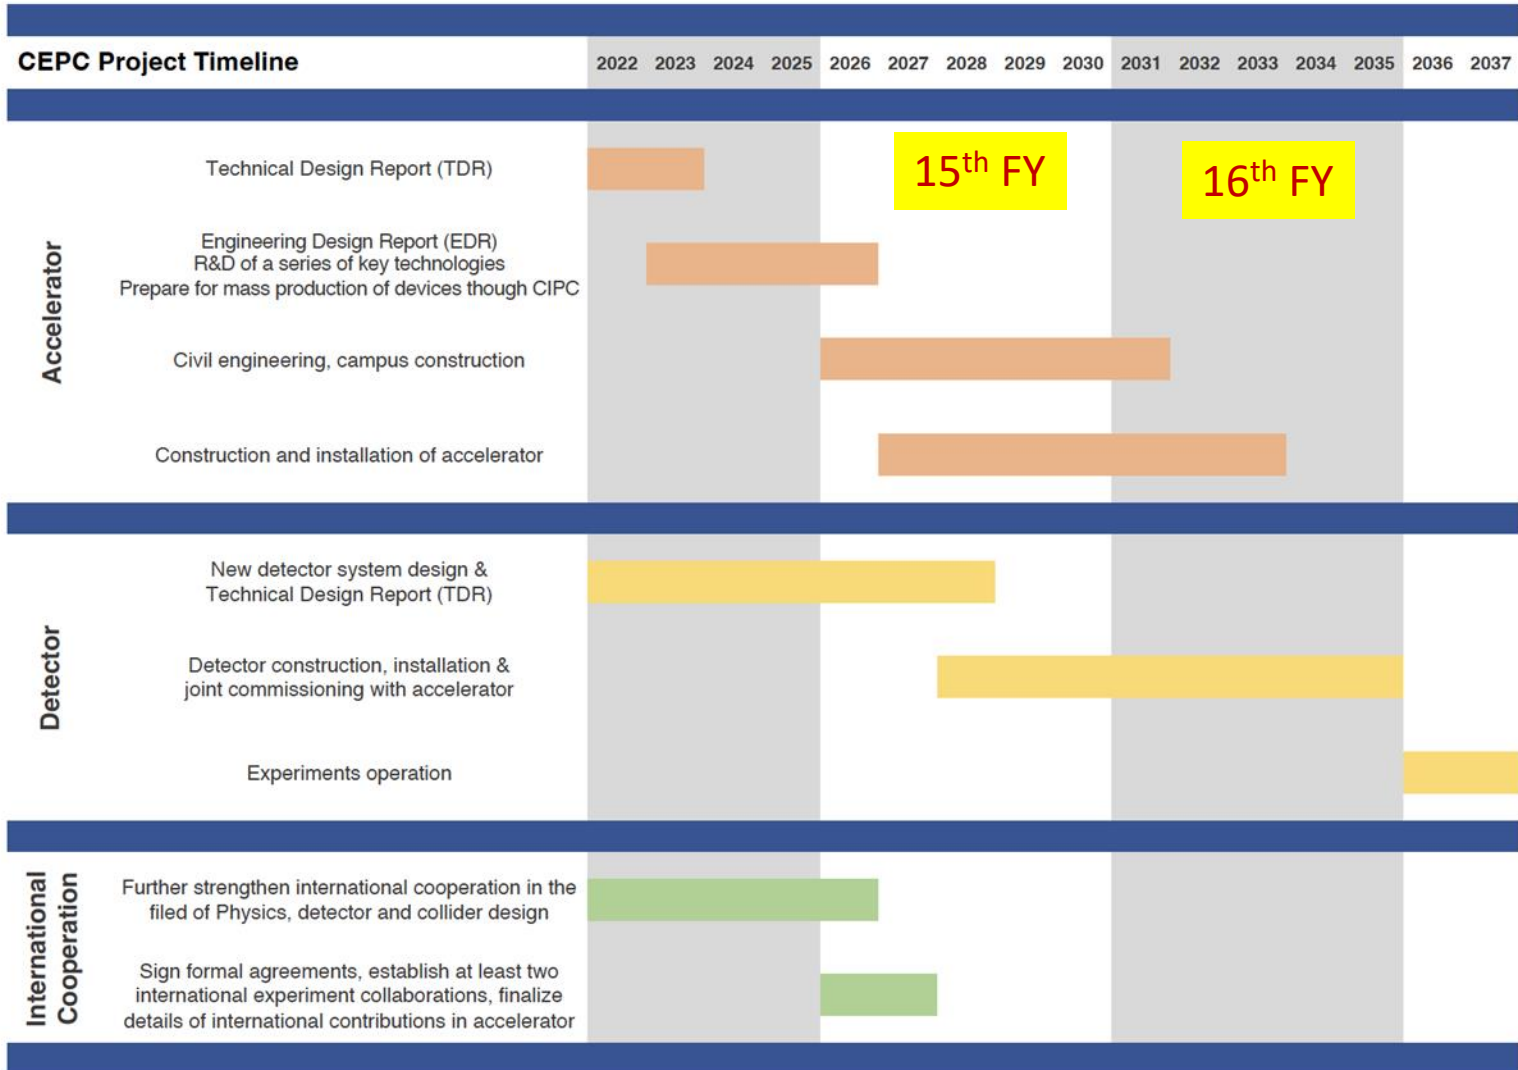 CEPC Project Timeline 2022 2023 2024 2025 2026 2027 2028 2029 2030 2031 2032 2033 2034 2035 2036 2037
Accelerator
Technical Design Report (TDR)
15th FY
16th FY
Engineering Design Report (EDR)
R&D of a series of key technologies
Prepare for mass production of devices though CIPC
Civil engineering, campus construction
Construction and installation of accelerator
Detector
New detector system design &
Technical Design Report (TDR)
Detector construction, installation &
joint commissioning with accelerator
Experiments operation
International
Cooperation
Further strengthen international cooperation in the
filed of Physics, detector and collider design
Sign formal agreements, establish at least two
international experiment collaborations, finalize
details of international contributions in accelerator